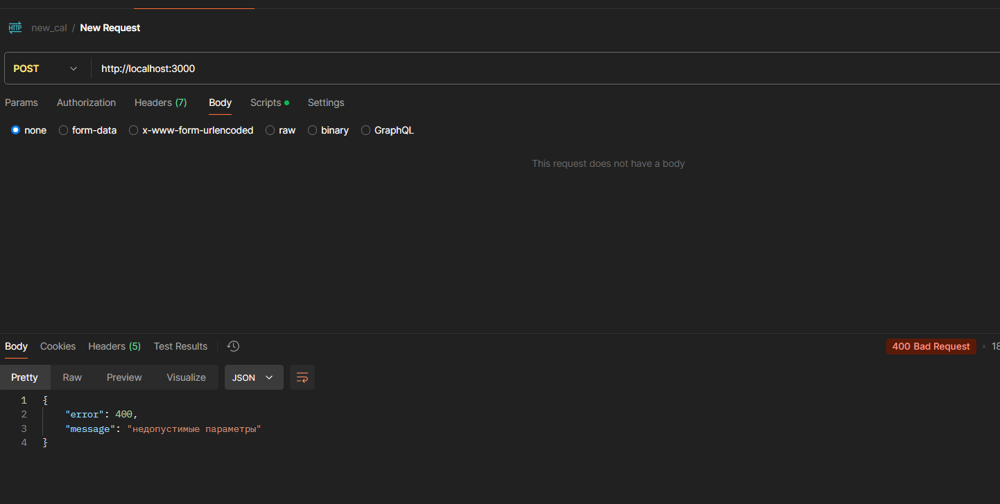 HTTP new_cal / New Request
POST http://localhost:3000
Params Authorization Headers (7) Body Scripts Settings
none form-data x-www-form-urlencoded raw binary GraphQL
This request does not have a body
Body Cookies Headers (5) Test Results 400 Bad Request • 18
Pretty Raw Preview Visualize JSON
1 {
2 "error": 400,
3 "message": "недопустимые параметры"
4 }